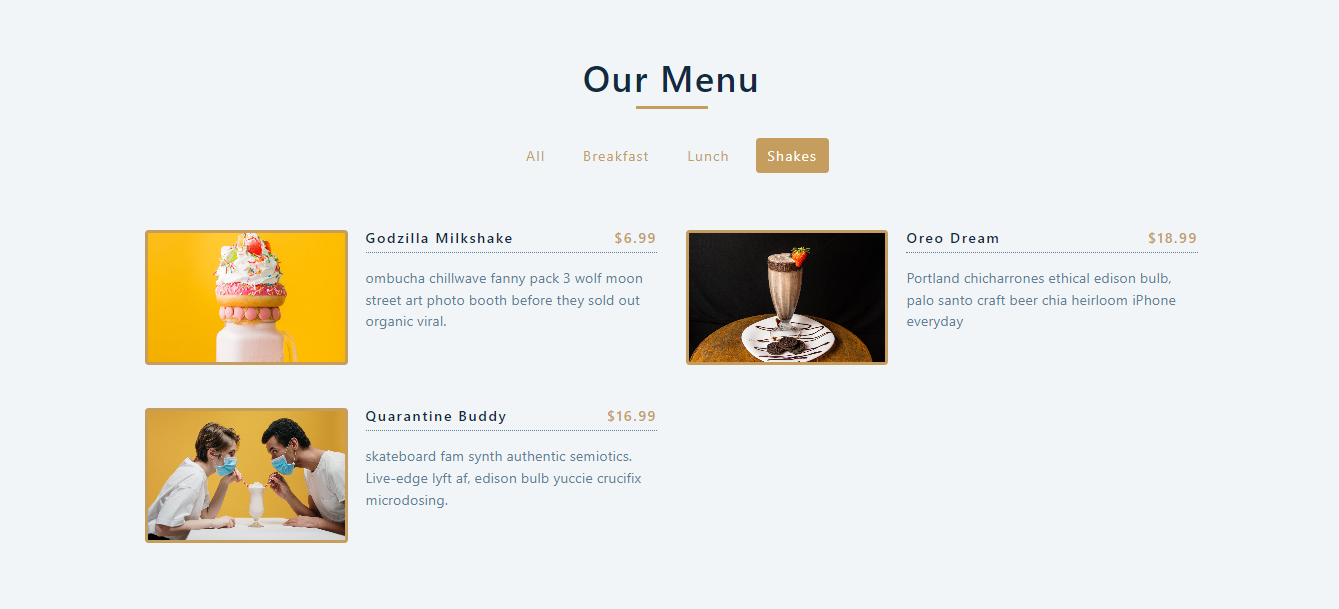 Our Menu
All Breakfast Lunch Shakes
Godzilla Milkshake $6.99
ombucha chillwave fanny pack 3 wolf moon
street art photo booth before they sold out
organic viral.
Oreo Dream $18.99
Portland chicharrones ethical edison bulb,
palo santo craft beer chia heirloom iPhone
everyday
Quarantine Buddy $16.99
skateboard fam synth authentic semiotics.
Live-edge lyft af, edison bulb yuccie crucifix
microdosing.